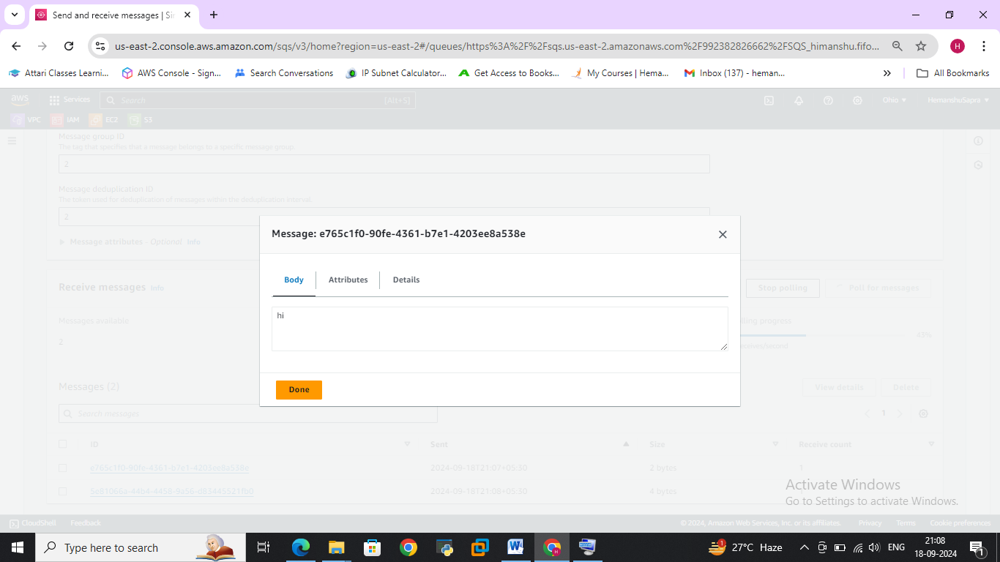 Send and receive messages | Sir
us-east-2.console.aws.amazon.com/sqs/v3/home?region=us-east-2#/queues/https%3A%2F%2Fsqs.us-east-2.amazonaws.com%2F992382826662%2FSQS_himanshu.fifo...
H
Attari Classes Learni...
AWS Console - Sign...
Search Conversations
IP Subnet Calculator...
Get Access to Books...
My Courses | Hema...
Inbox (137) - heman...
»
All Bookmarks
aws
Services
Search
[Alt+S]
Ohio
HemanshuSapra
VPC
IAM
EC2
S3
Message group ID
The tag that specifies that a message belongs to a specific message group.
2
Message deduplication ID
The token used for deduplication of messages within the deduplication interval.
2
Message attributes - Optional Info
Message: e765c1f0-90fe-4361-b7e1-4203ee8a538e
Body
Attributes
Details
hi
Done
Receive messages Info
Stop polling
Poll for messages
Messages available
2
lling progress
43%
eceives/second
Messages (2)
View details
Delete
Search messages
1
ID
Sent
Size
Receive count
e765c1f0-90fe-4361-b7e1-4203ee8a538e
2024-09-18T21:07+05:30
2 bytes
1
2024-09-18T21:08+05:30
4 bytes
Activate Windows
Go to Settings to activate Windows.
CloudShell
Feedback
© 2024, Amazon Web Services, Inc. or its affiliates.
Privacy
Terms
Cookie preferences
Type here to search
27°C Haze
ENG
21:08
18-09-2024
1